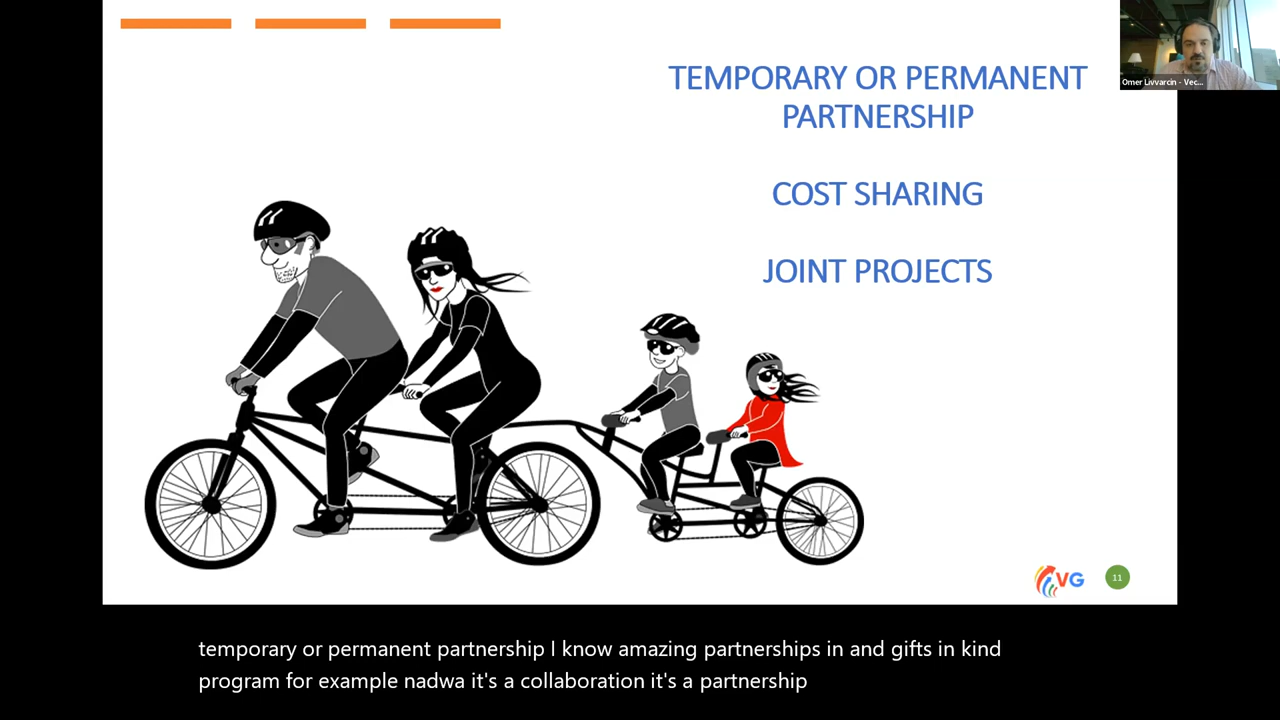 TEMPORARY OR PERMANENT
PARTNERSHIP
COST SHARING
JOINT PROJECTS
Omer Livvarcin - Vec...
VG
11
temporary or permanent partnership I know amazing partnerships in and gifts in kind
program for example nadwa it's a collaboration it's a partnership